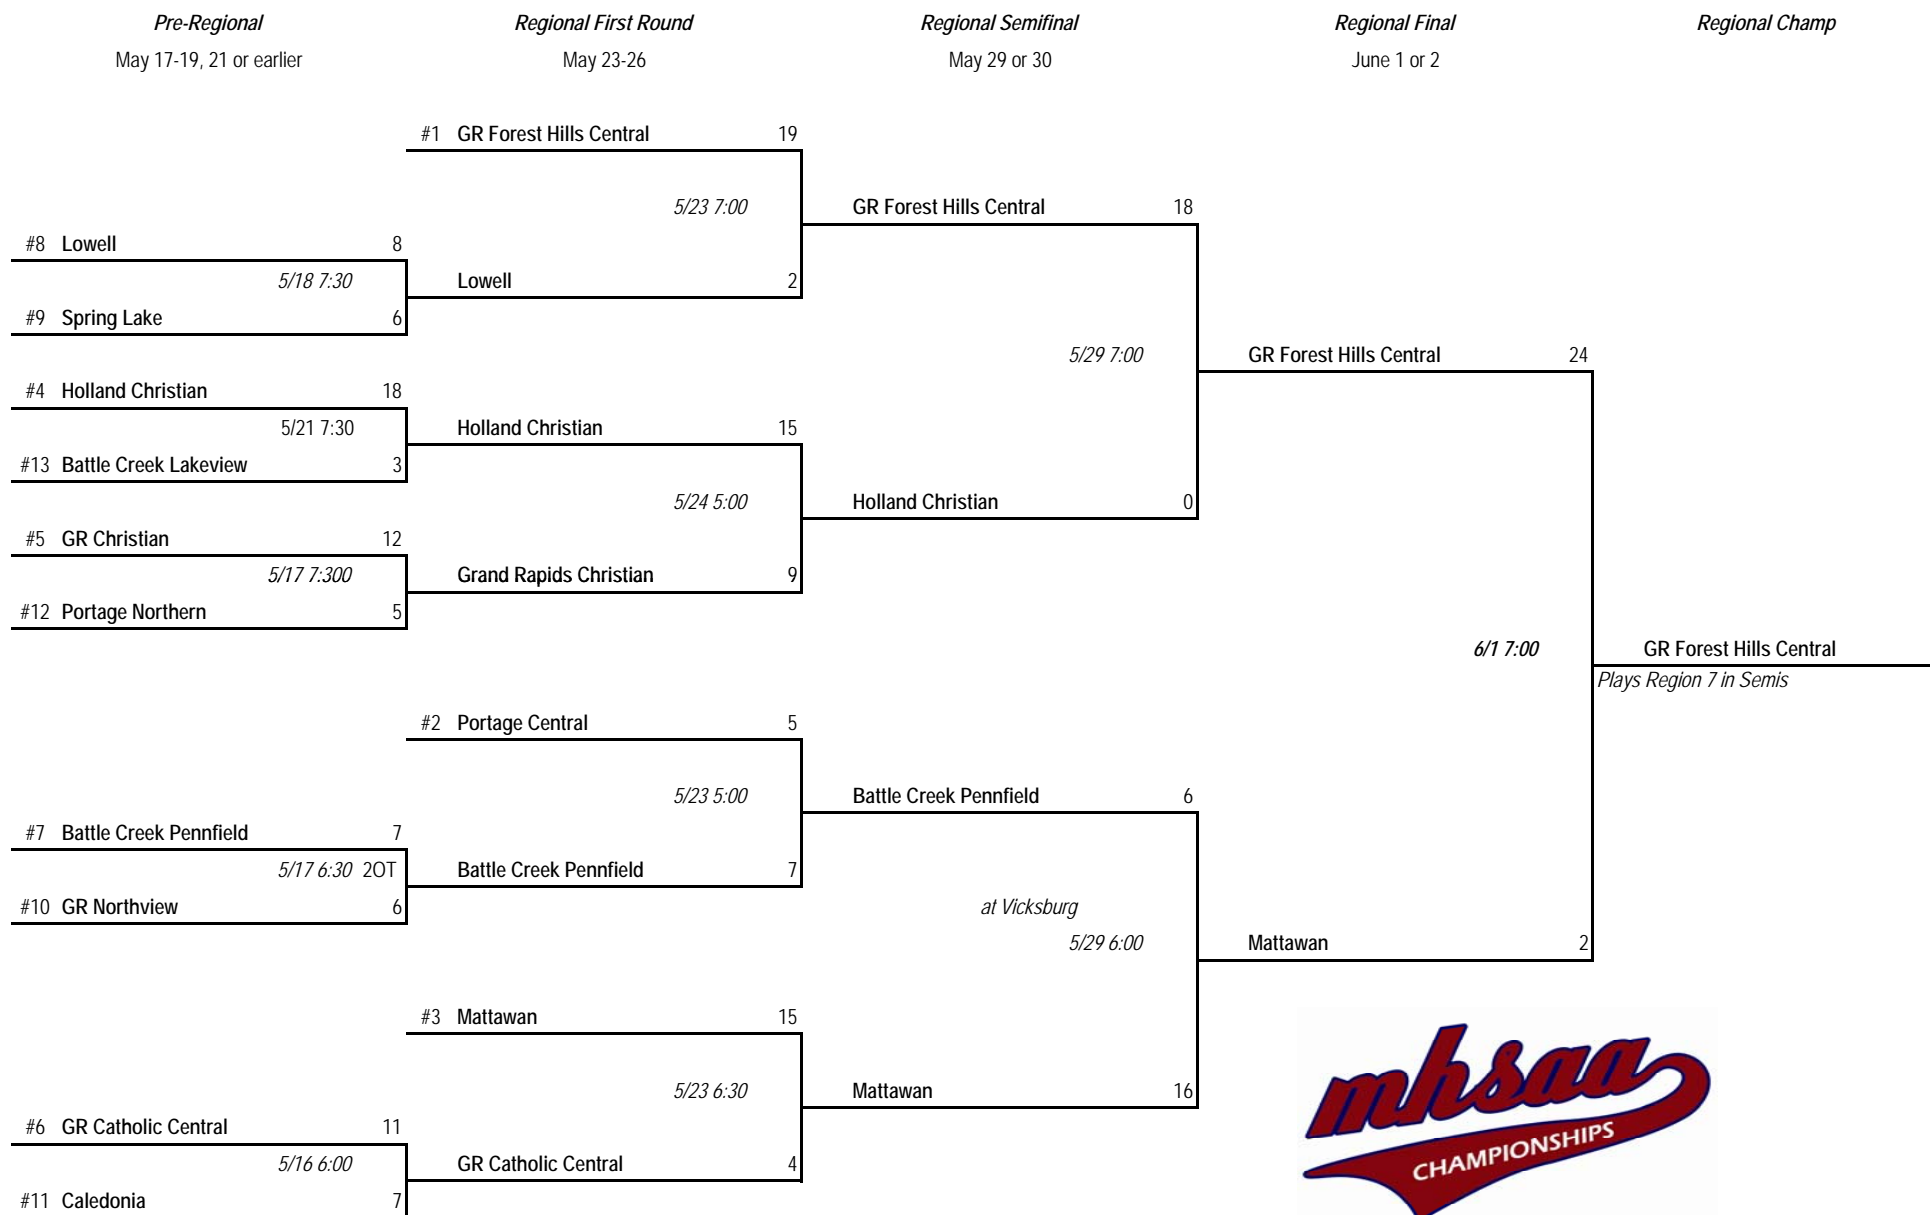 Pre-Regional Regional First Round Regional Semifinal Regional Final Regional Champ
May 17-19, 21 or earlier May 23-26 May 29 or 30 June 1 or 2
#1 GR Forest Hills Central 19
5/23 7:00 GR Forest Hills Central 18
#8 Lowell 8
5/18 7:30 Lowell 2
#9 Spring Lake 6
5/29 7:00 GR Forest Hills Central 24
#4 Holland Christian 18
5/21 7:30 Holland Christian 15
#13 Battle Creek Lakeview 3
5/24 5:00 Holland Christian 0
#5 GR Christian 12
5/17 7:300 Grand Rapids Christian 9
#12 Portage Northern 5
6/1 7:00 GR Forest Hills Central
Plays Region 7 in Semis
#2 Portage Central 5
5/23 5:00 Battle Creek Pennfield 6
#7 Battle Creek Pennfield 7
5/17 6:30 2OT Battle Creek Pennfield 7
#10 GR Northview 6 at Vicksburg
5/29 6:00 Mattawan 2
#3 Mattawan 15
5/23 6:30 Mattawan 16
#6 GR Catholic Central 11
5/16 6:00 GR Catholic Central 4
#11 Caledonia 7
mhsaa
CHAMPIONSHIPS